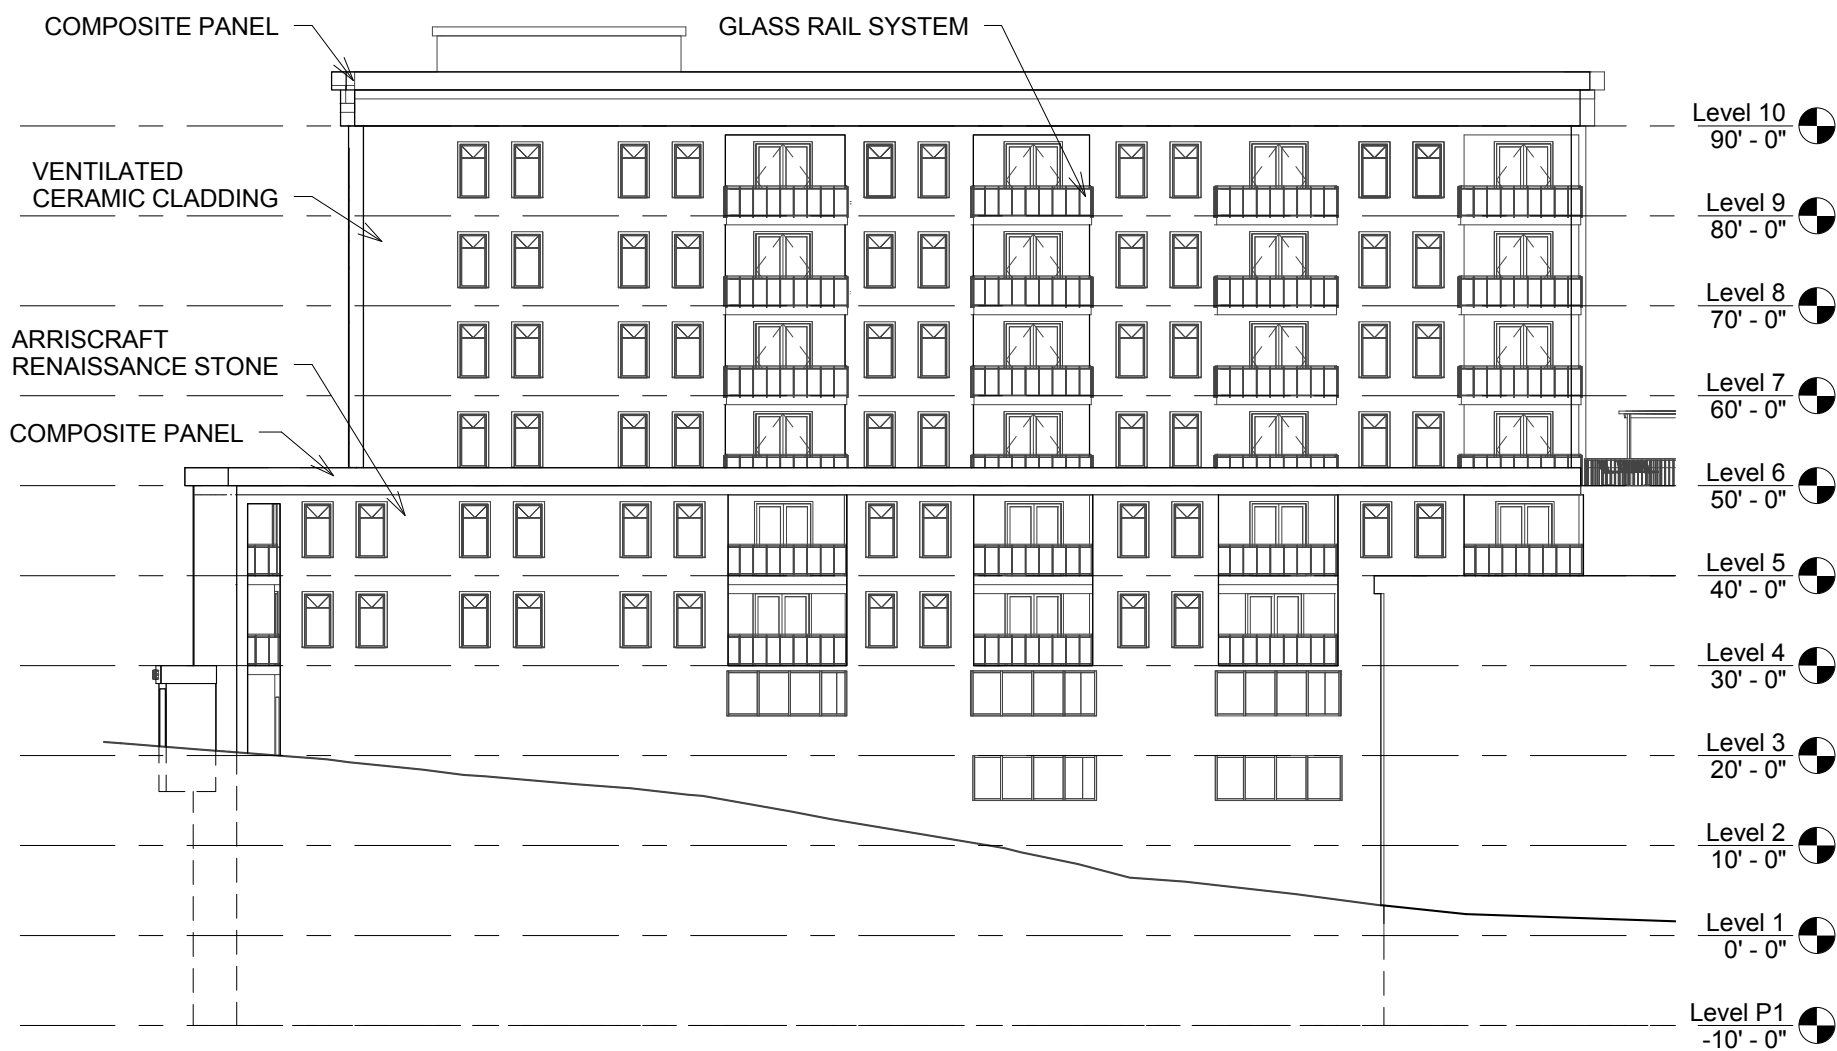 COMPOSITE PANEL
GLASS RAIL SYSTEM
VENTILATED
CERAMIC CLADDING
ARRISCRAFT
RENAISSANCE STONE
COMPOSITE PANEL
Level 10
90' - 0"
Level 9
80' - 0"
Level 8
70' - 0"
Level 7
60' - 0"
Level 6
50' - 0"
Level 5
40' - 0"
Level 4
30' - 0"
Level 3
20' - 0"
Level 2
10' - 0"
Level 1
0' - 0"
Level P1
-10' - 0"